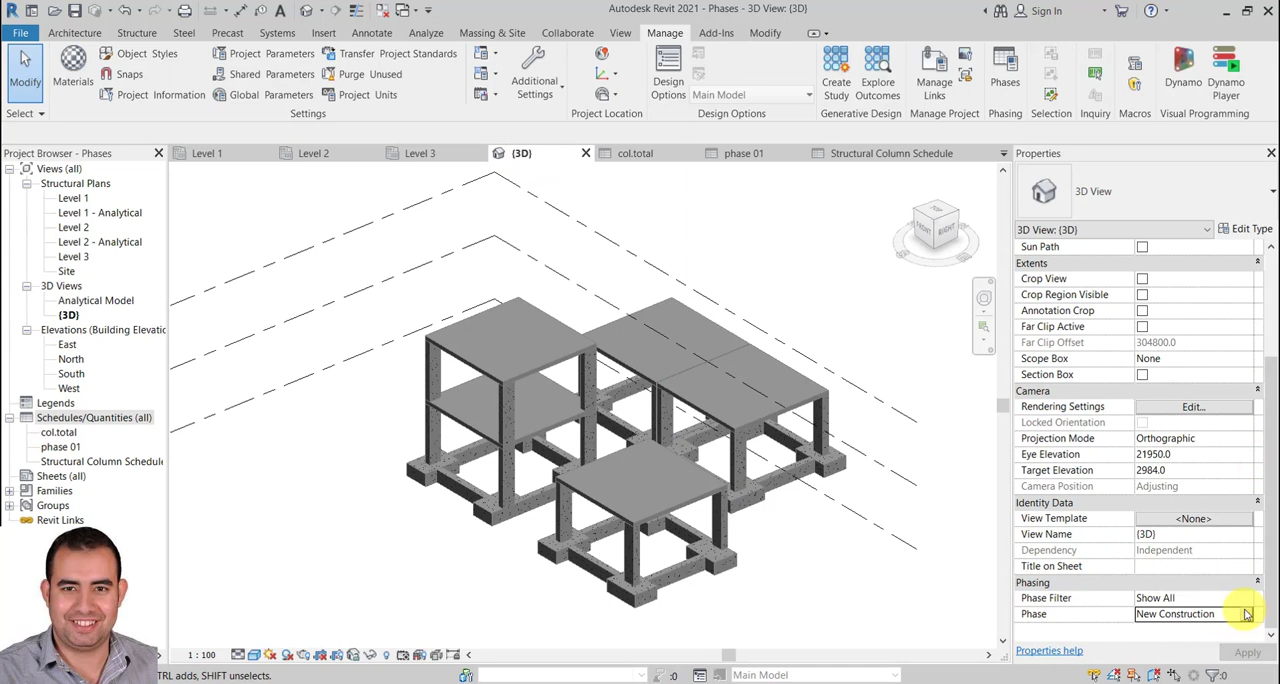 Autodesk Revit 2021 - Phases - 3D View: {3D}
Sign In
File Architecture Structure Steel Precast Systems Insert Annotate Analyze Massing & Site Collaborate View Manage Add-Ins Modify
Modify
Materials
Object Styles
Snaps
Project Information
Project Parameters
Shared Parameters
Global Parameters
Transfer Project Standards
Purge Unused
Project Units
Additional Settings
Design Options
Main Model
Create Study
Explore Outcomes
Manage Links
Phases
Dynamo
Dynamo Player
Select Settings Project Location Design Options Generative Design Manage Project Phasing Selection Inquiry Macros Visual Programming
Project Browser - Phases
Level 1 Level 2 Level 3 (3D) col.total phase 01 Structural Column Schedule
Views (all)
Structural Plans
Level 1
Level 1 - Analytical
Level 2
Level 2 - Analytical
Level 3
Site
3D Views
Analytical Model
{3D}
Elevations (Building Elevatio
East
North
South
West
Legends
Schedules/Quantities (all)
col.total
phase 01
Structural Column Schedule
Sheets (all)
Families
Groups
Revit Links
TOP
FRONT
RIGHT
Properties
3D View
3D View: {3D} Edit Type
Sun Path
Extents
Crop View
Crop Region Visible
Annotation Crop
Far Clip Active
Far Clip Offset 304800.0
Scope Box None
Section Box
Camera
Rendering Settings Edit...
Locked Orientation
Projection Mode Orthographic
Eye Elevation 21950.0
Target Elevation 2984.0
Camera Position Adjusting
Identity Data
View Template <None>
View Name {3D}
Dependency Independent
Title on Sheet
Phasing
Phase Filter Show All
Phase New Construction
Properties help Apply
1 : 100
TRL adds, SHIFT unselects.
:0
Main Model
:0